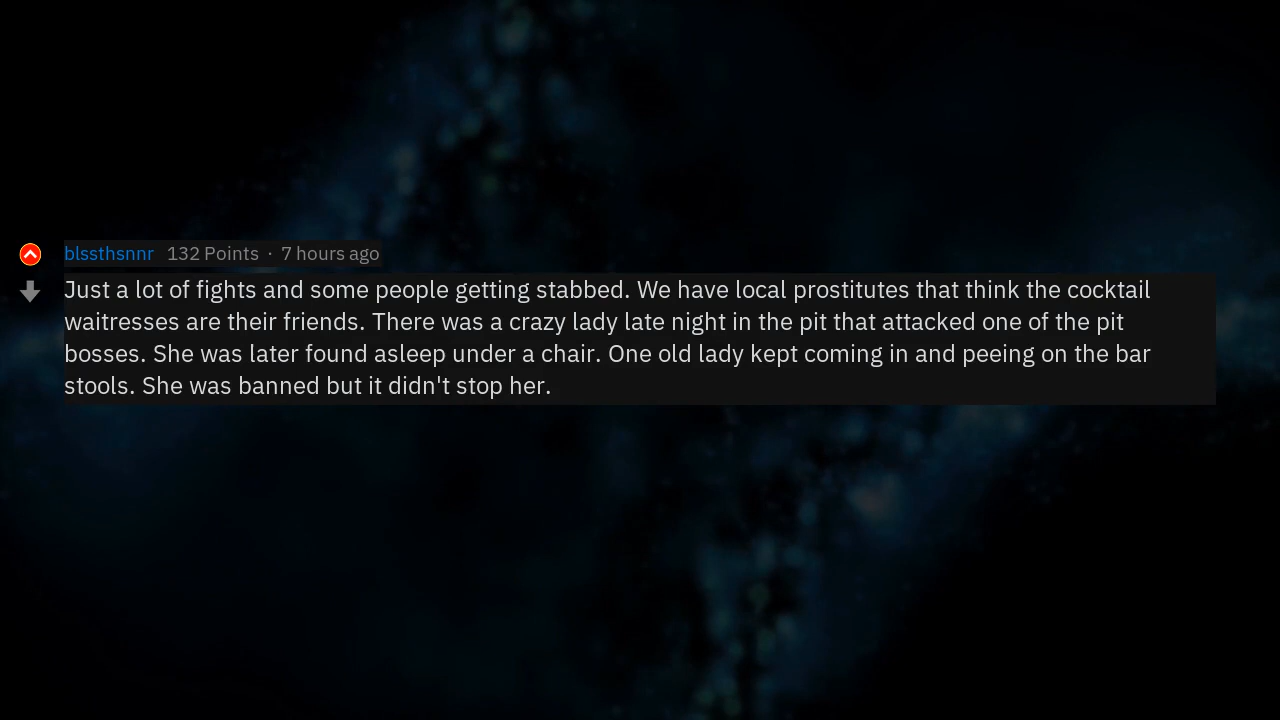 blssthsnnr 132 Points · 7 hours ago
Just a lot of fights and some people getting stabbed. We have local prostitutes that think the cocktail
waitresses are their friends. There was a crazy lady late night in the pit that attacked one of the pit
bosses. She was later found asleep under a chair. One old lady kept coming in and peeing on the bar
stools. She was banned but it didn't stop her.